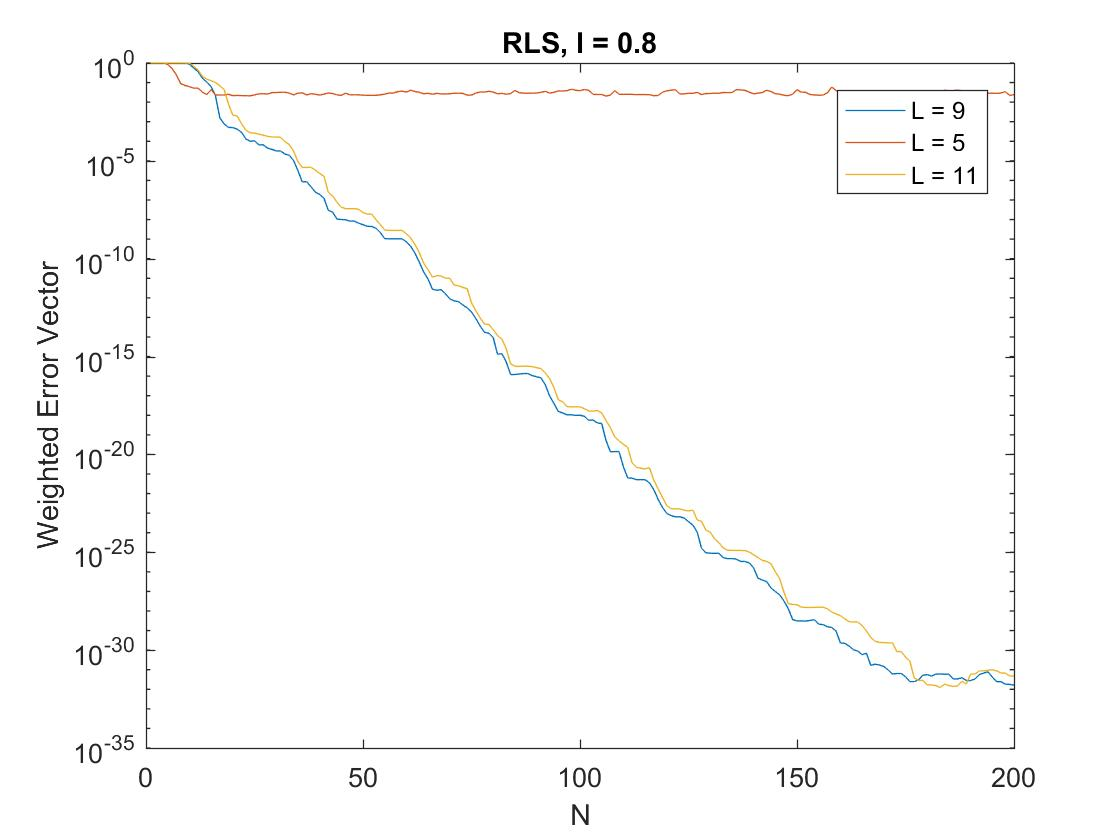 RLS, l = 0.8
10^0
10^-5
10^-10
10^-15
10^-20
10^-25
10^-30
10^-35
Weighted Error Vector
L = 9
L = 5
L = 11
0 50 100 150 200
N